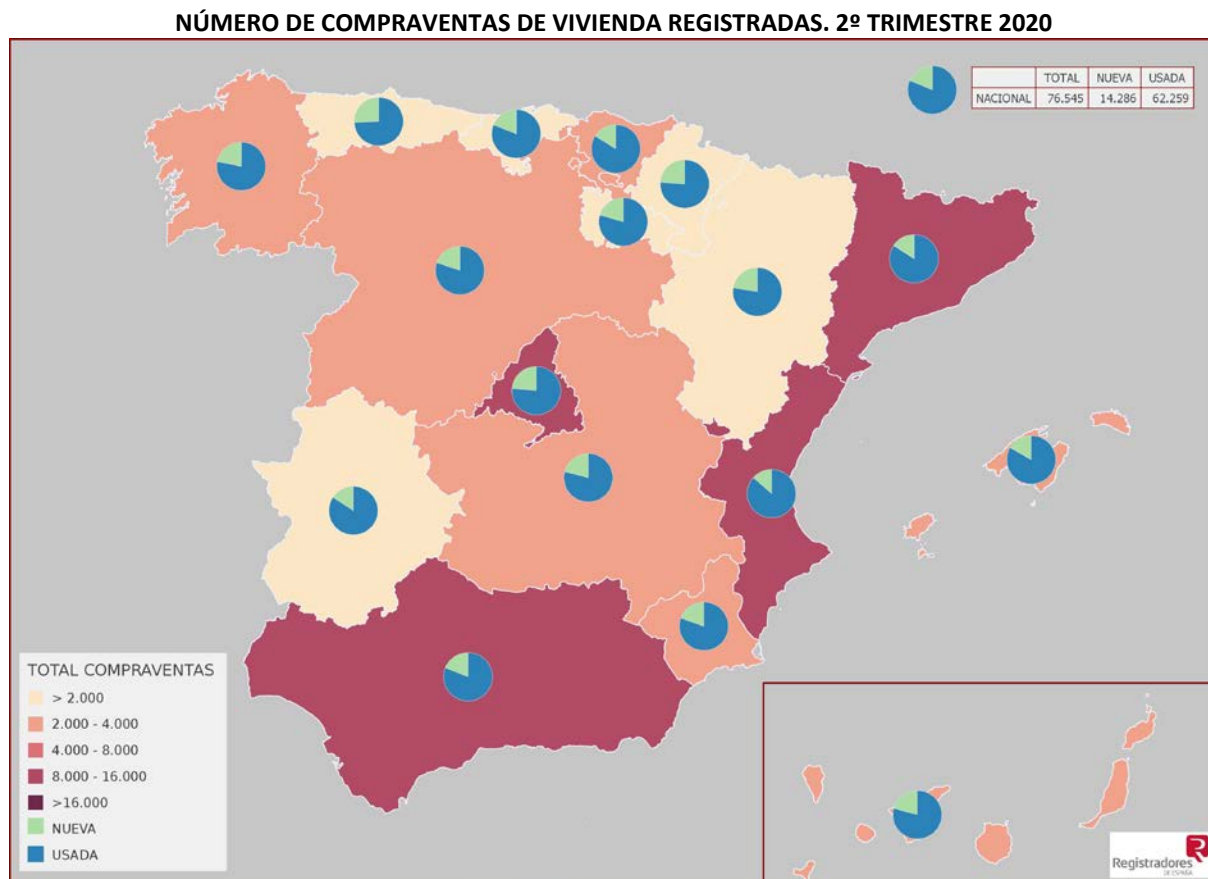 NÚMERO DE COMPRAVENTAS DE VIVIENDA REGISTRADAS. 2º TRIMESTRE 2020
TOTAL NUEVA USADA
NACIONAL 76.545 14.286 62.259
TOTAL COMPRAVENTAS
> 2.000
2.000 - 4.000
4.000 - 8.000
8.000 - 16.000
>16.000
NUEVA
USADA
Registradores
DE ESPAÑA